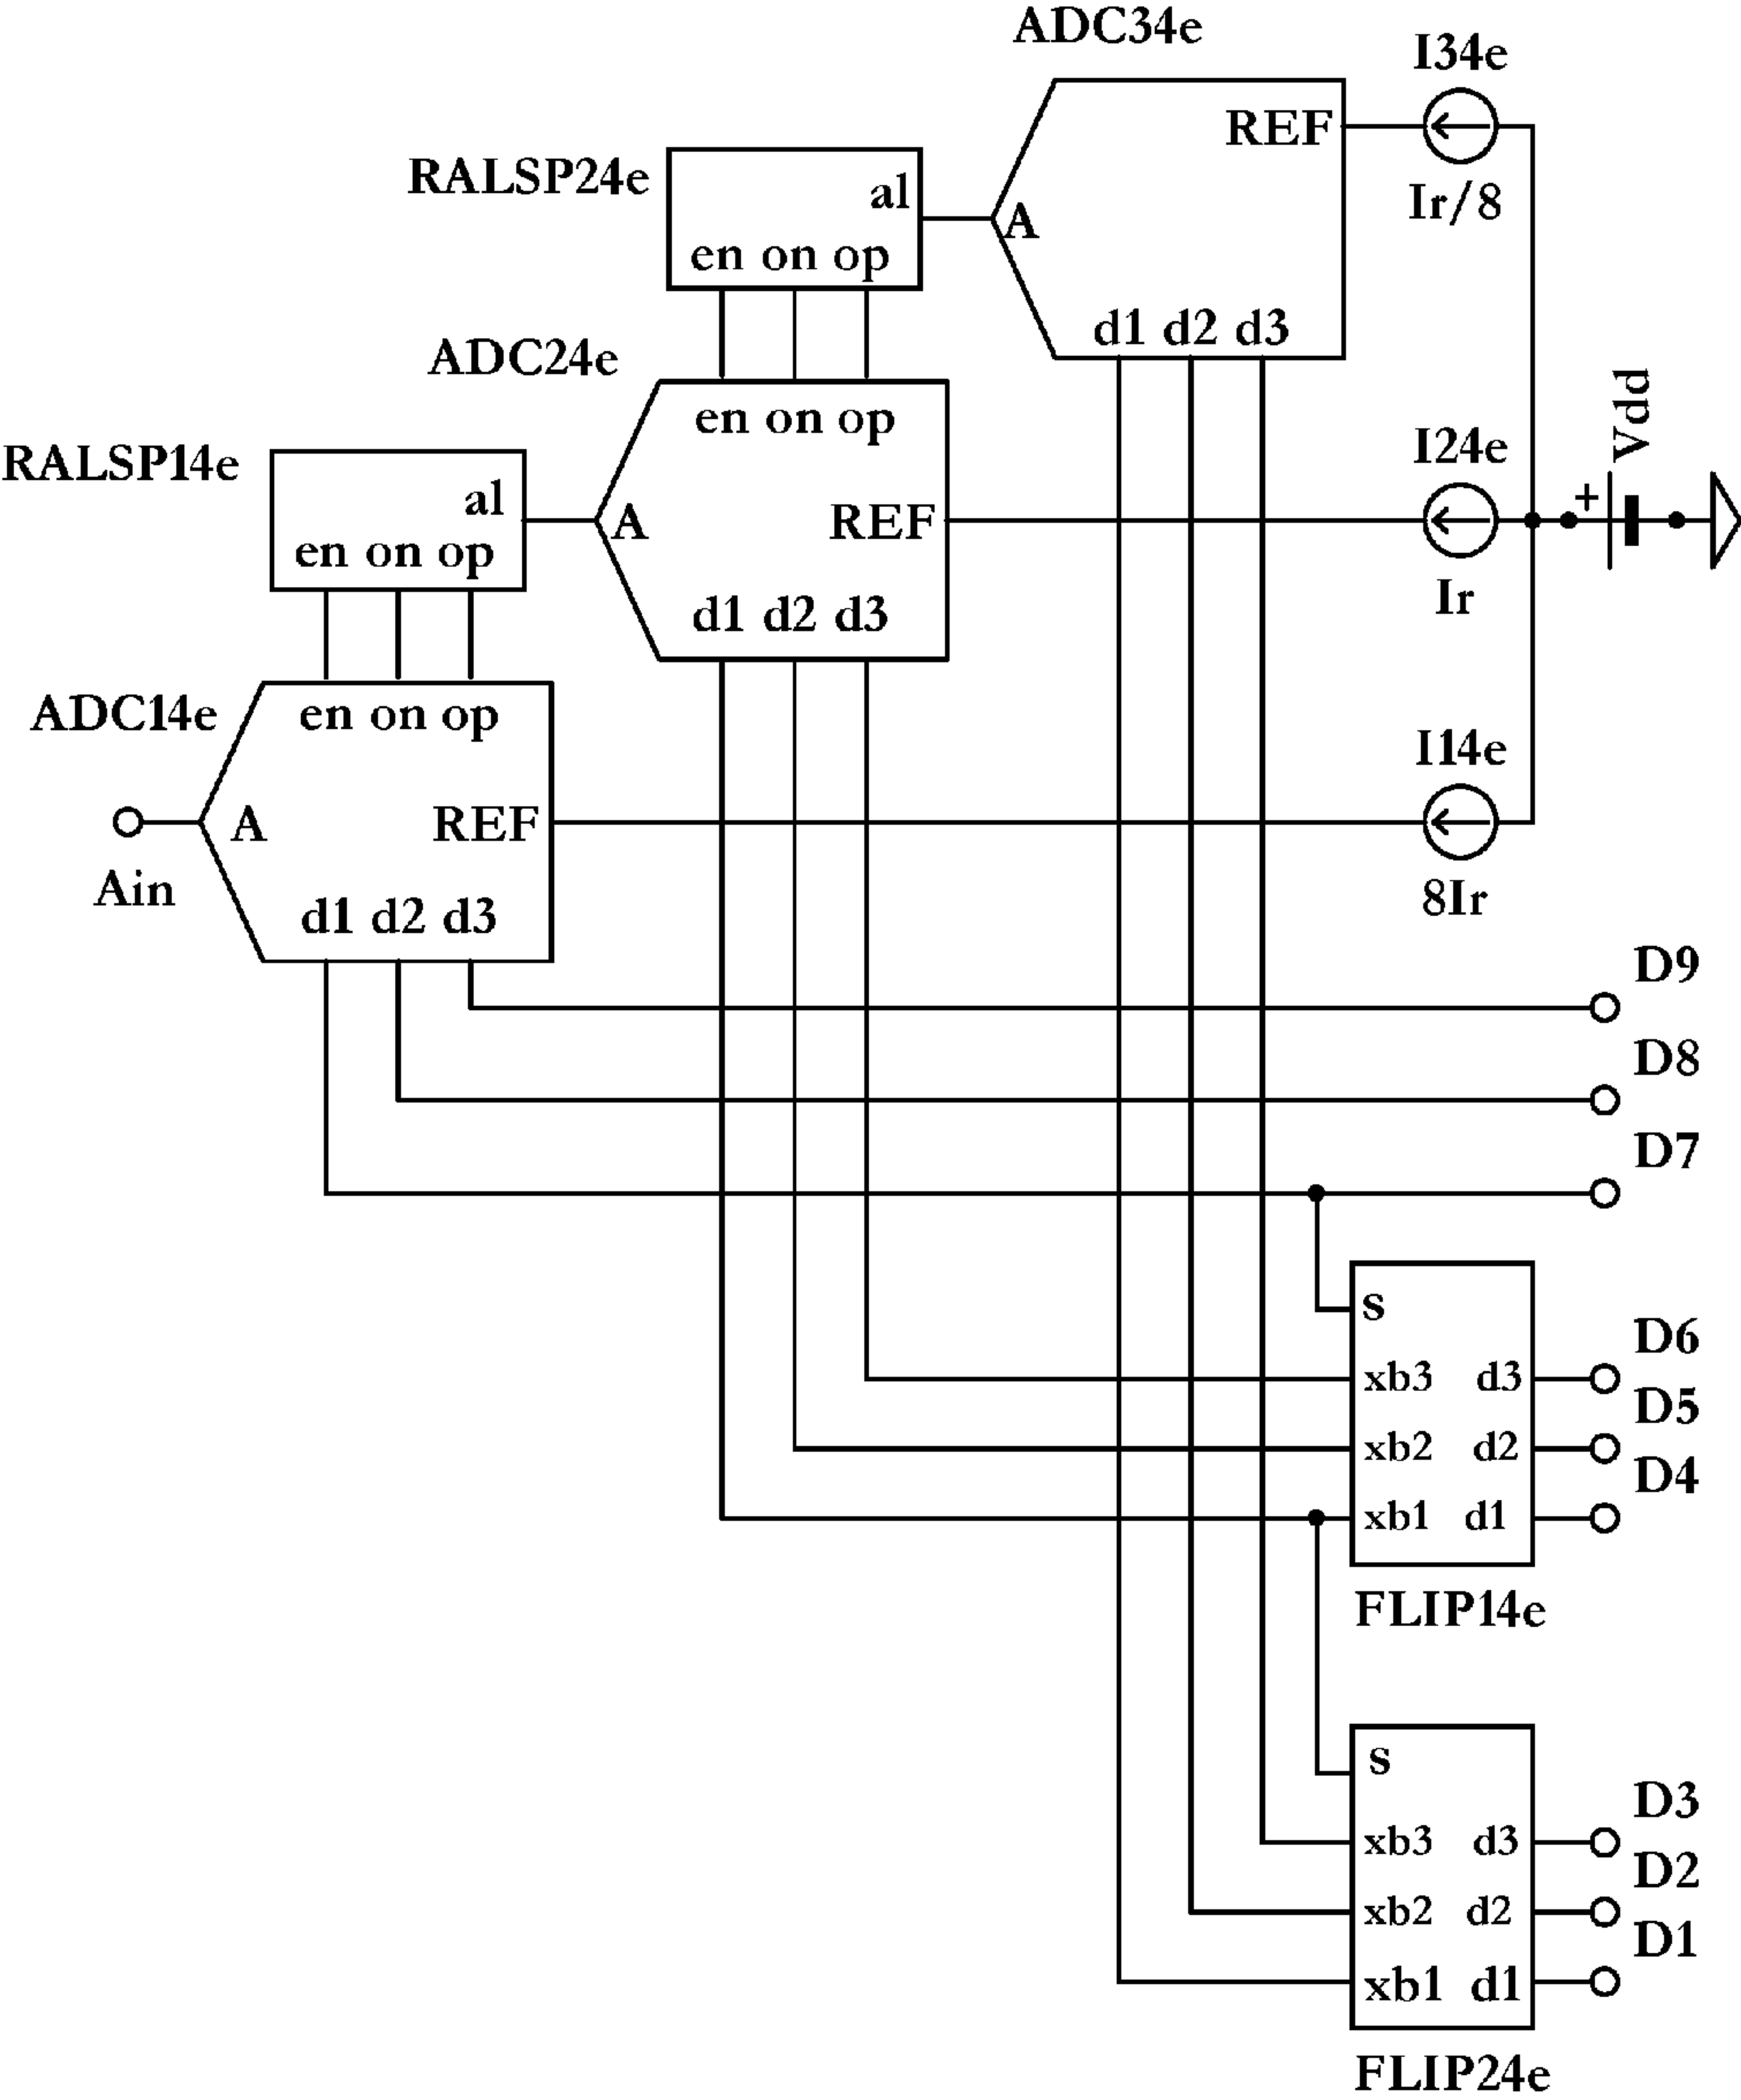 ADC34e
I34e
REF
RALSP24e
al
A
Ir/8
en on op
d1 d2 d3
ADC24e
en on op
Vdd
RALSP14e
al
I24e
+
A
REF
en on op
Ir
d1 d2 d3
ADC14e
en on op
I14e
A
REF
Ain
8Ir
d1 d2 d3
D9
D8
D7
s
D6
xb3 d3
D5
xb2 d2
D4
xb1 d1
FLIP14e
s
D3
xb3 d3
D2
xb2 d2
D1
xb1 d1
FLIP24e